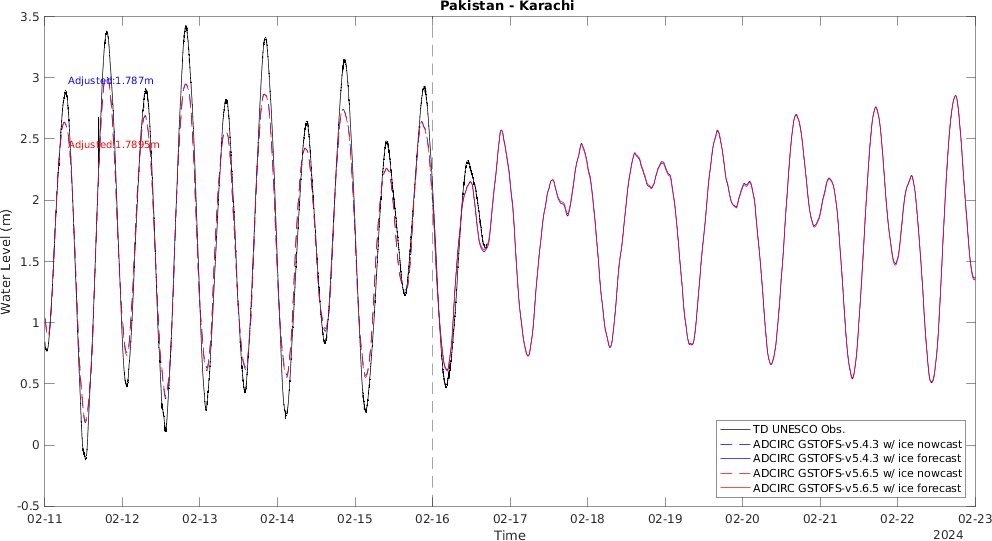 Pakistan - Karachi
3.5
3
2.5
2
1.5
1
0.5
0
-0.5
Water Level (m)
Adjusted:1.787m
Adjusted:1.7895m
TD UNESCO Obs.
ADCIRC GSTOFS-v5.4.3 w/ ice nowcast
ADCIRC GSTOFS-v5.4.3 w/ ice forecast
ADCIRC GSTOFS-v5.6.5 w/ ice nowcast
ADCIRC GSTOFS-v5.6.5 w/ ice forecast
02-11 02-12 02-13 02-14 02-15 02-16 02-17 02-18 02-19 02-20 02-21 02-22 02-23
Time
2024